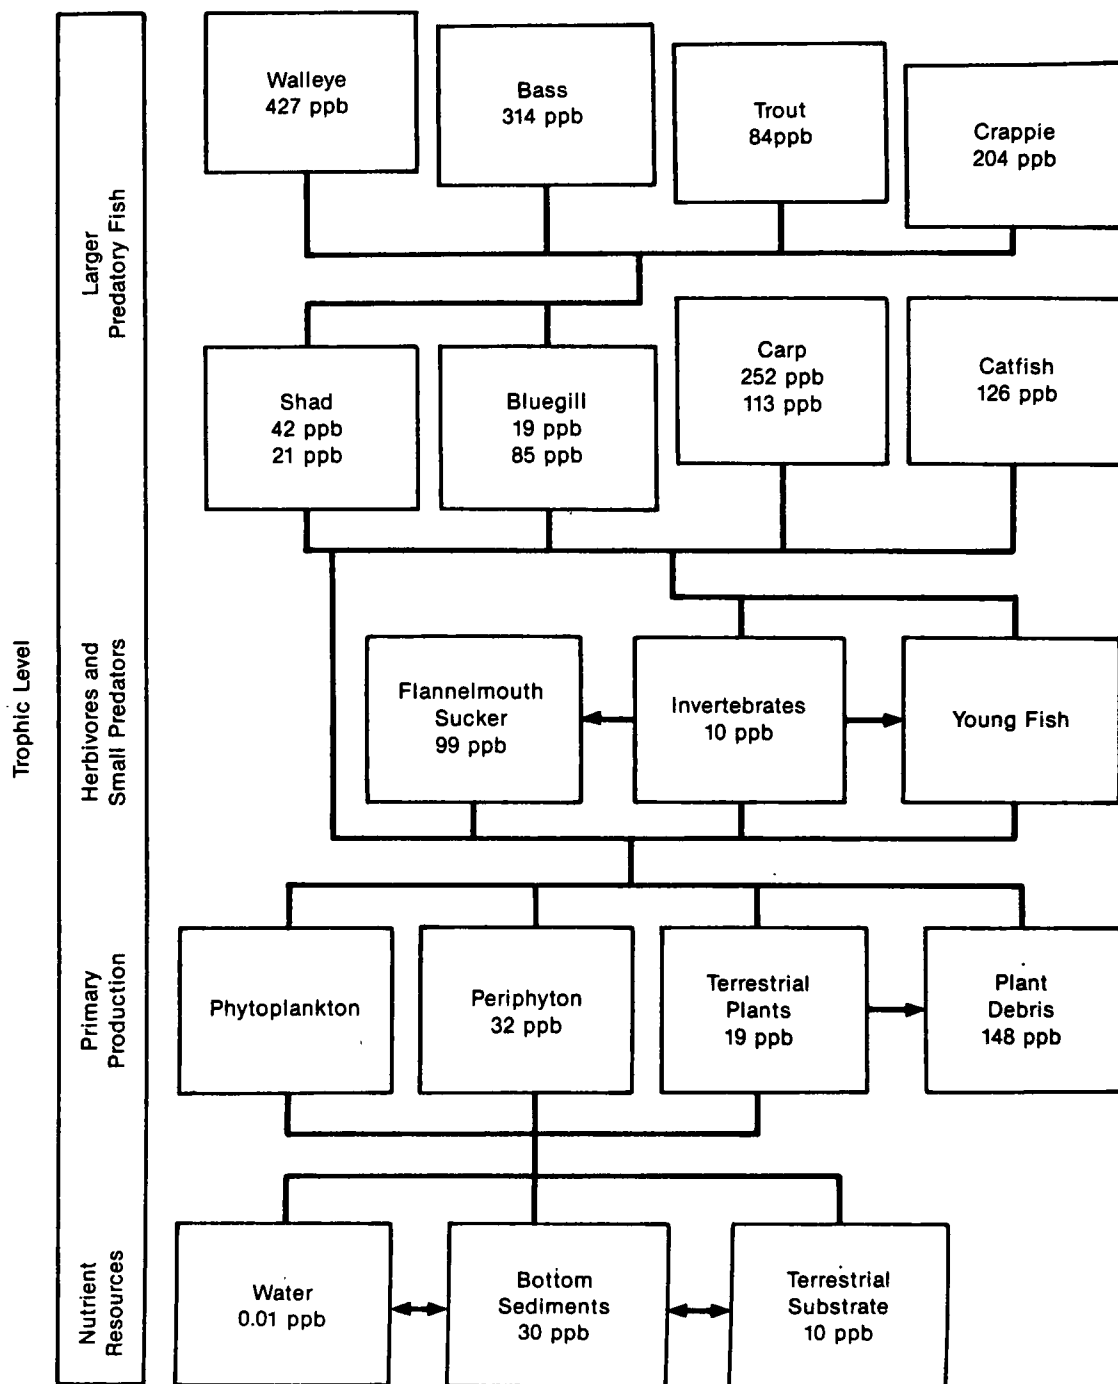 Trophic Level
Larger
Predatory Fish
Walleye
427 ppb
Bass
314 ppb
Trout
84ppb
Crappie
204 ppb
Shad
42 ppb
21 ppb
Bluegill
19 ppb
85 ppb
Carp
252 ppb
113 ppb
Catfish
126 ppb
Herbivores and
Small Predators
Flannelmouth
Sucker
99 ppb
Invertebrates
10 ppb
Young Fish
Primary
Production
Phytoplankton
Periphyton
32 ppb
Terrestrial
Plants
19 ppb
Plant
Debris
148 ppb
Nutrient
Resources
Water
0.01 ppb
Bottom
Sediments
30 ppb
Terrestrial
Substrate
10 ppb